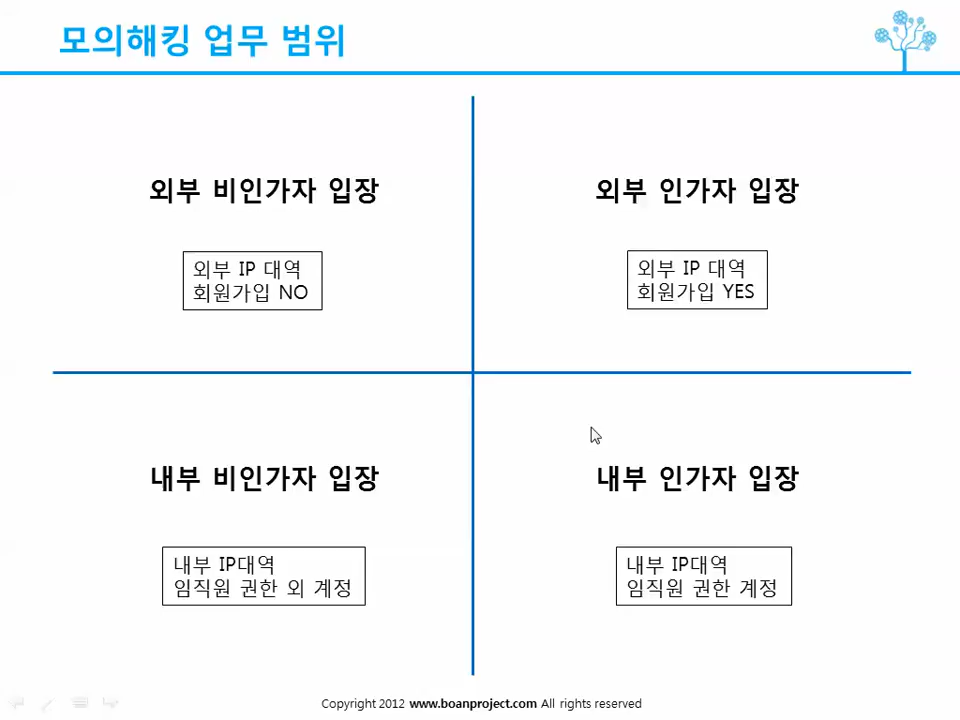 모의해킹 업무 범위
외부 비인가자 입장
외부 IP 대역
회원가입 NO
외부 인가자 입장
외부 IP 대역
회원가입 YES
내부 비인가자 입장
내부 IP대역
임직원 권한 외 계정
내부 인가자 입장
내부 IP대역
임직원 권한 계정
Copyright 2012 www.boanproject.com All rights reserved